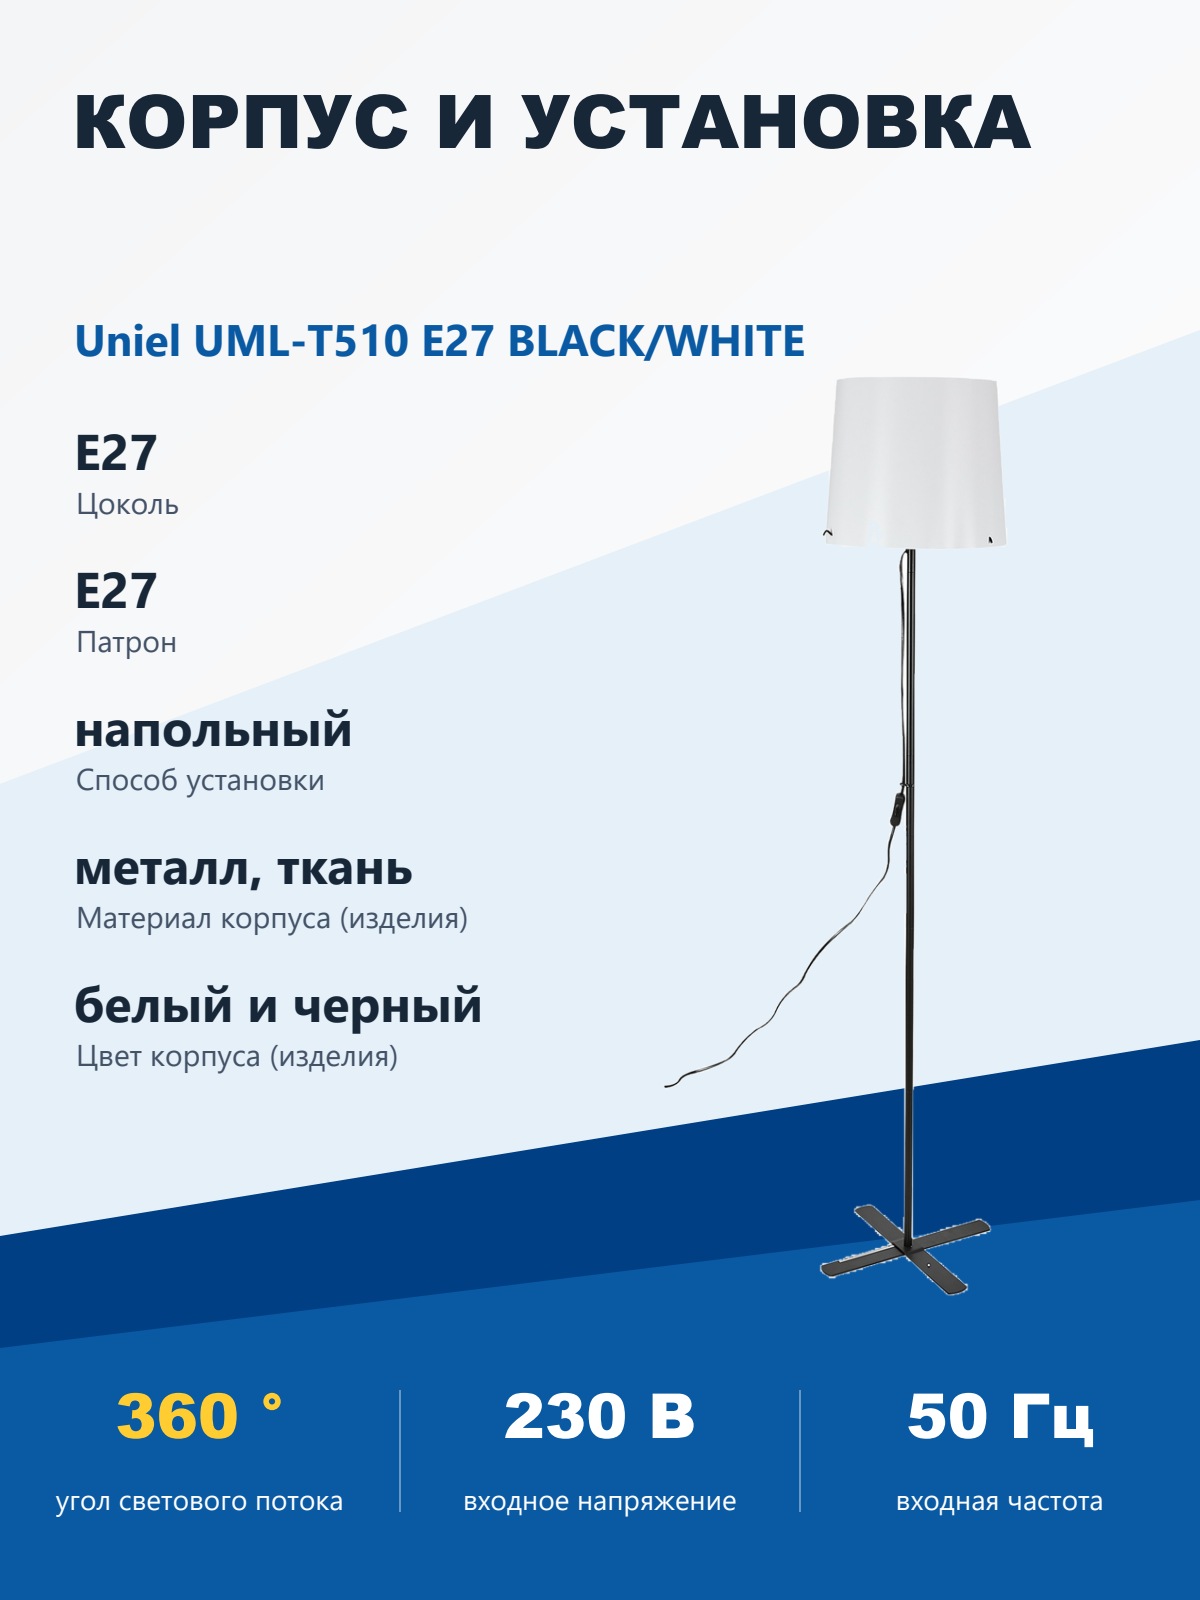 КОРПУС И УСТАНОВКА
Uniel UML-T510 E27 BLACK/WHITE
E27
Цоколь
E27
Патрон
напольный
Способ установки
металл, ткань
Материал корпуса (изделия)
белый и черный
Цвет корпуса (изделия)
360 °
угол светового потока
230 В
входное напряжение
50 Гц
входная частота